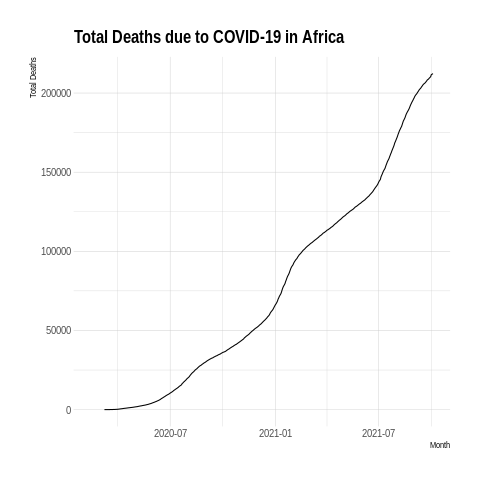 Total Deaths due to COVID-19 in Africa
Total Deaths
200000
150000
100000
50000
0
2020-07
2021-01
2021-07
Month